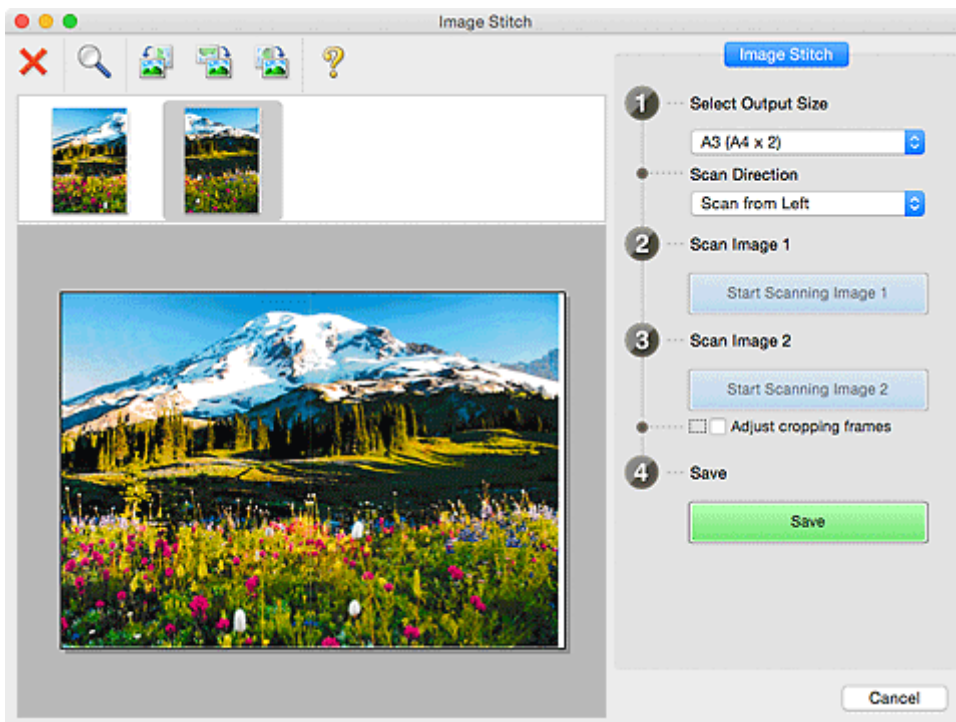 Image Stitch
?
Image Stitch
1 Select Output Size
A3 (A4 x 2)
Scan Direction
Scan from Left
2 Scan Image 1
Start Scanning Image 1
3 Scan Image 2
Start Scanning Image 2
Adjust cropping frames
4 Save
Save
Cancel